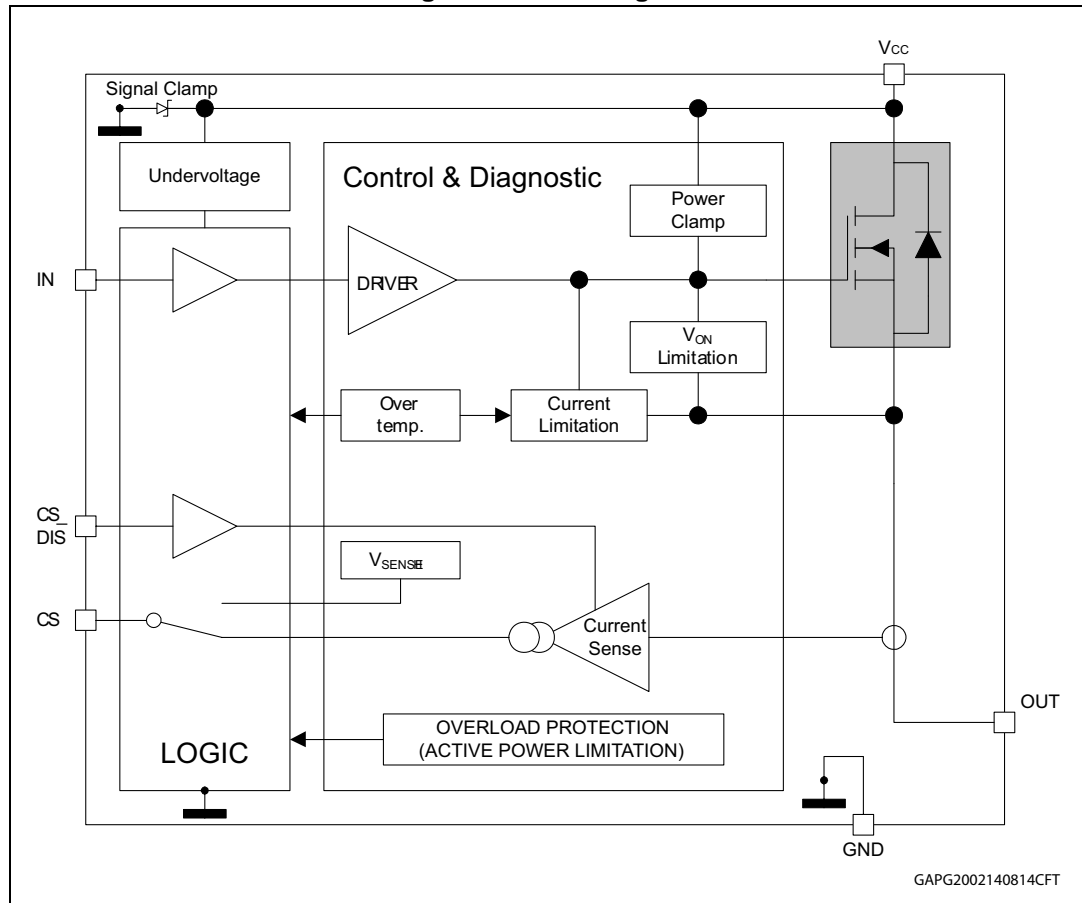 VCC
Signal Clamp
Undervoltage
Control & Diagnostic
Power
Clamp
IN
DRIVER
VON
Limitation
Over
temp.
Current
Limitation
CS_
DIS
VSENSEH
CS
Current
Sense
OUT
OVERLOAD PROTECTION
(ACTIVE POWER LIMITATION)
LOGIC
GND
GAPG2002140814CFT